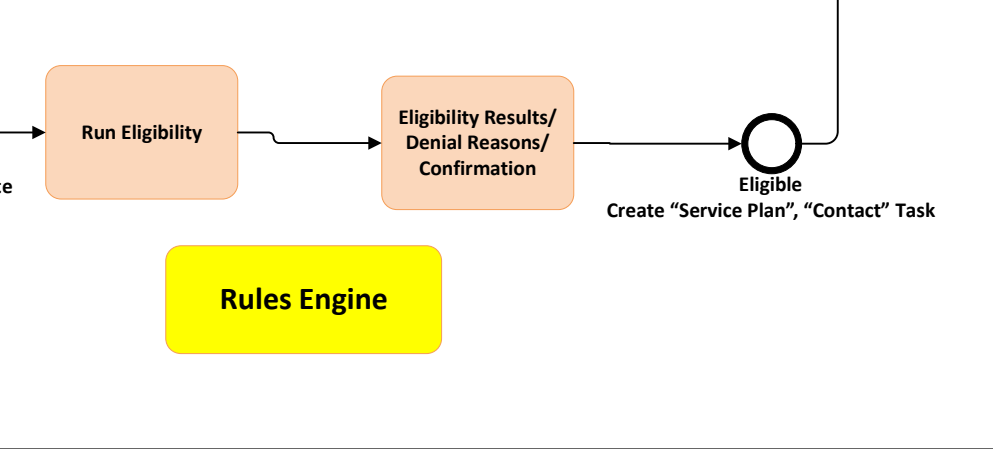 Run Eligibility
Eligibility Results/
Denial Reasons/
Confirmation
Eligible
Create “Service Plan”, “Contact” Task
Rules Engine